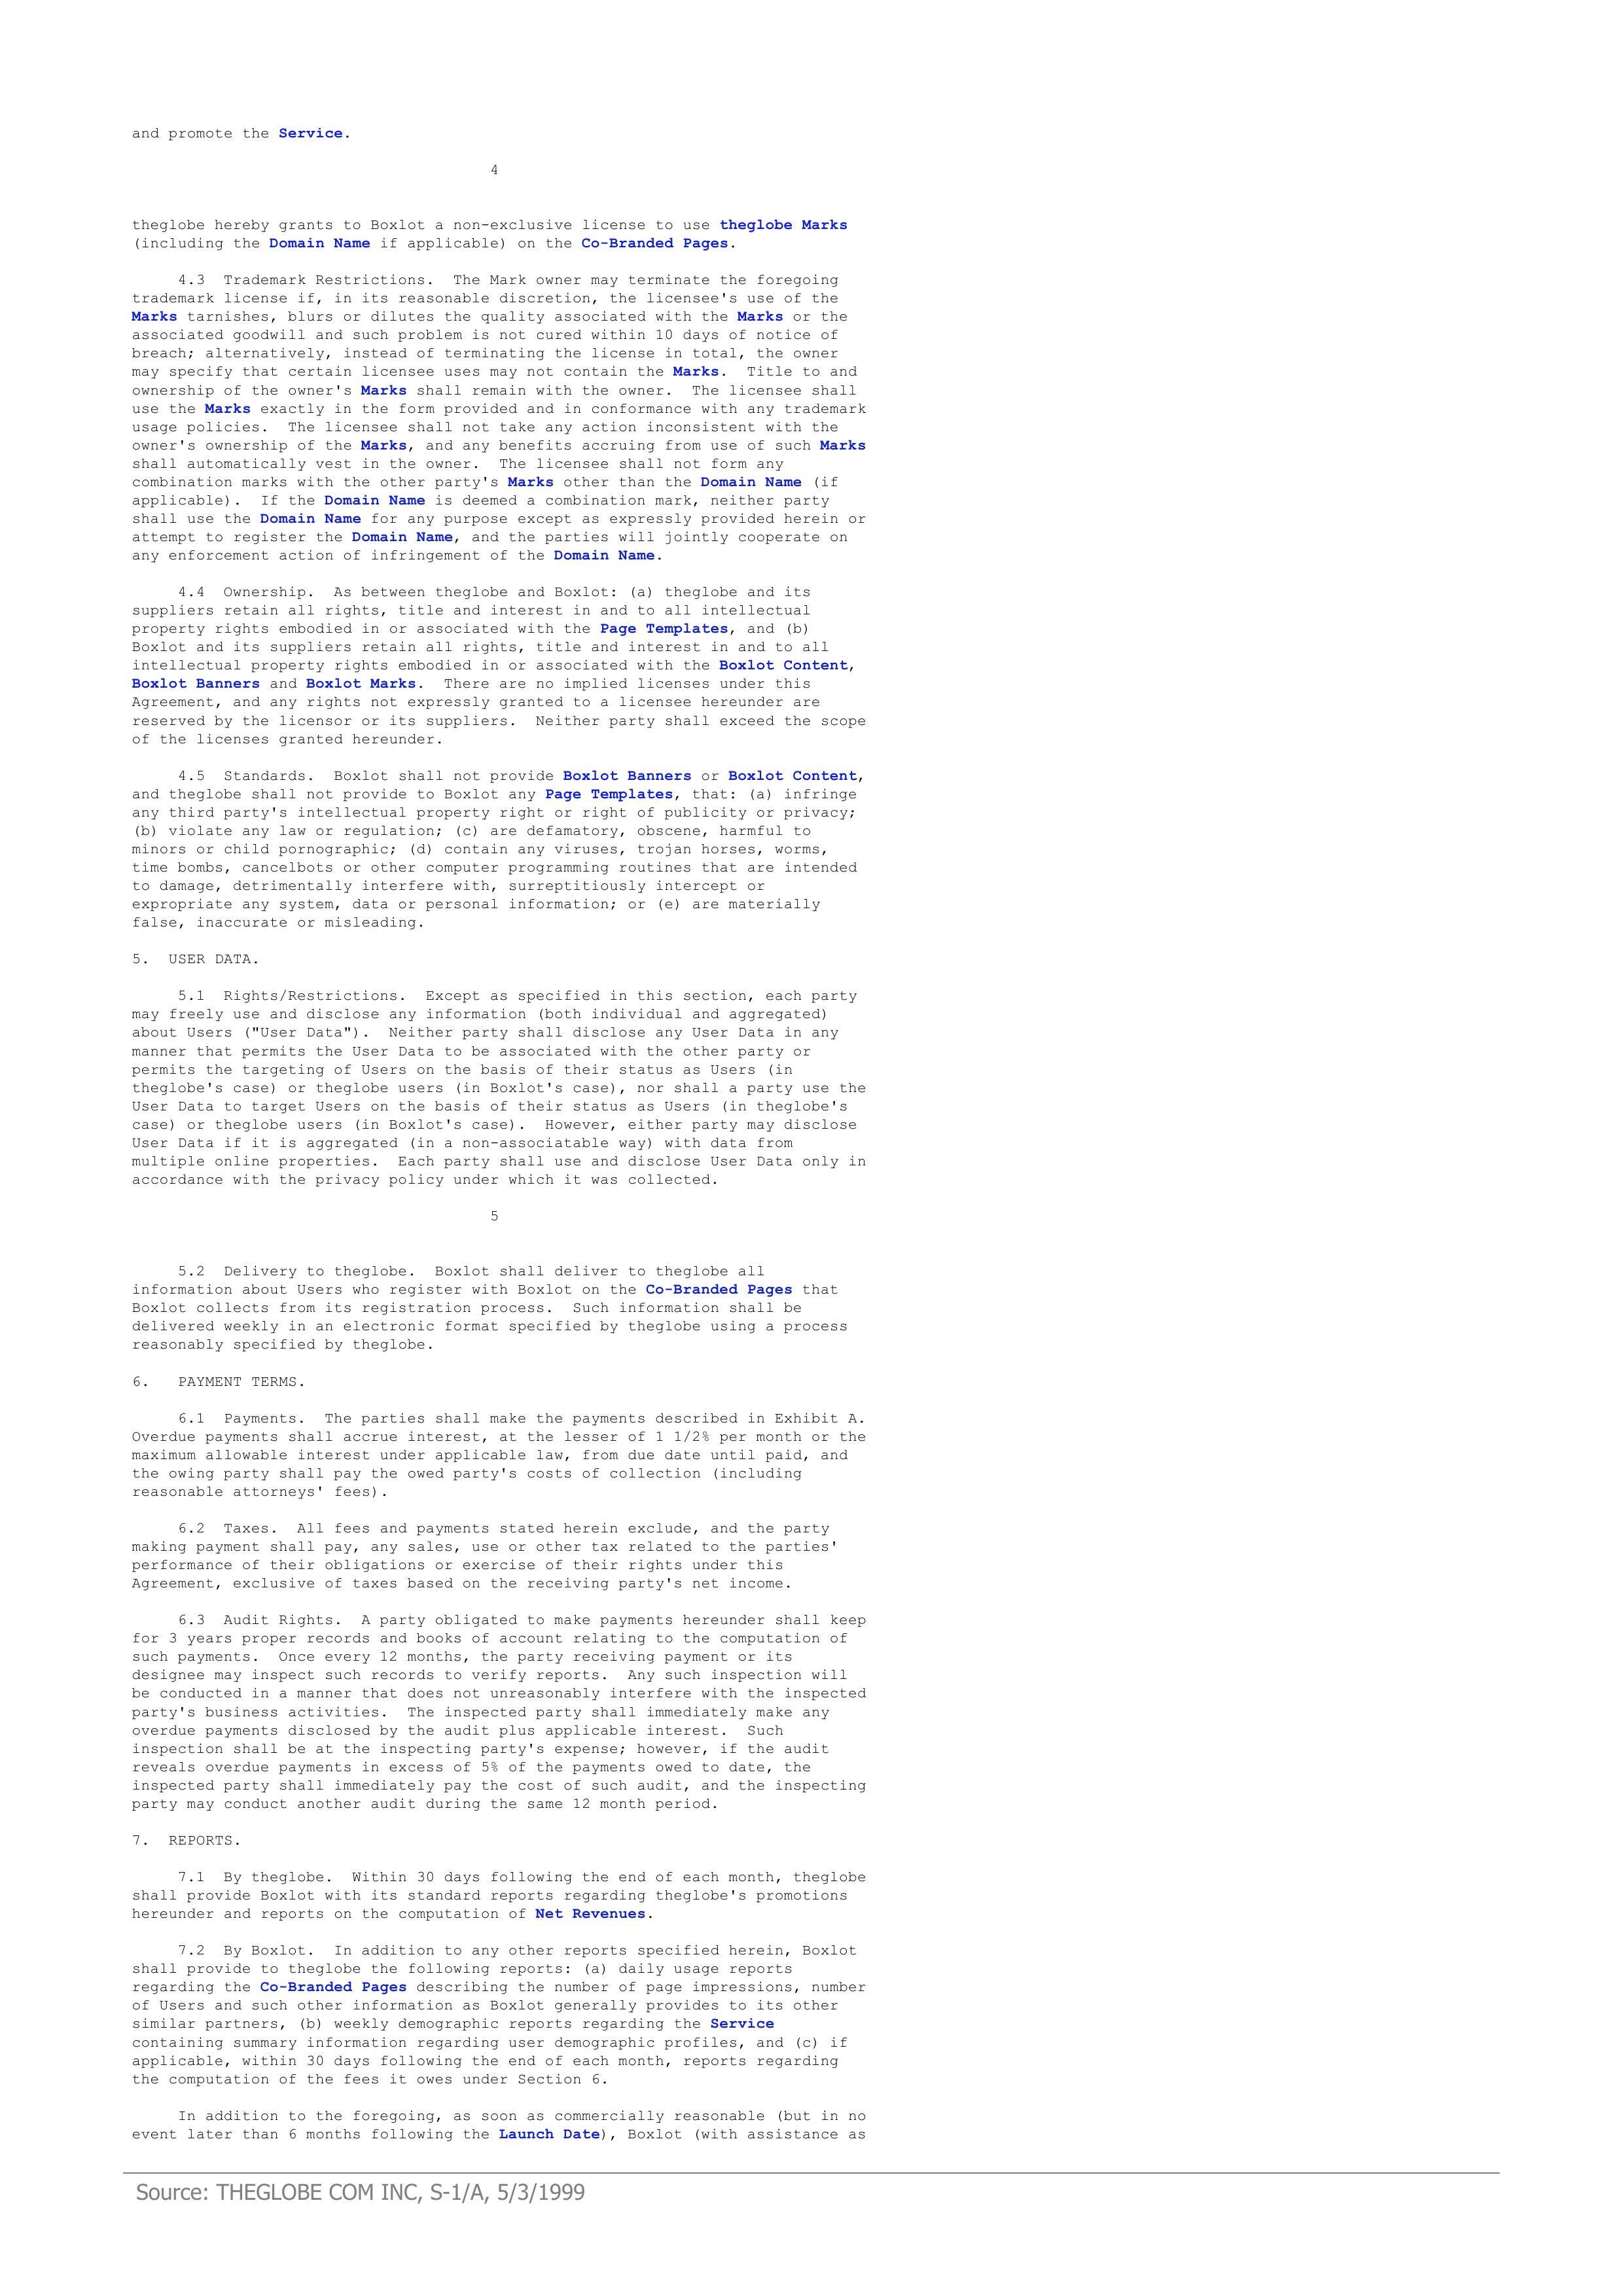 and promote the Service.
4
theglobe hereby grants to Boxlot a non-exclusive license to use theglobe Marks
(including the Domain Name if applicable) on the Co-Branded Pages.
4.3  Trademark Restrictions.  The Mark owner may terminate the foregoing
trademark license if, in its reasonable discretion, the licensee's use of the
Marks tarnishes, blurs or dilutes the quality associated with the Marks or the
associated goodwill and such problem is not cured within 10 days of notice of
breach; alternatively, instead of terminating the license in total, the owner
may specify that certain licensee uses may not contain the Marks.  Title to and
ownership of the owner's Marks shall remain with the owner.  The licensee shall
use the Marks exactly in the form provided and in conformance with any trademark
usage policies.  The licensee shall not take any action inconsistent with the
owner's ownership of the Marks, and any benefits accruing from use of such Marks
shall automatically vest in the owner.  The licensee shall not form any
combination marks with the other party's Marks other than the Domain Name (if
applicable).  If the Domain Name is deemed a combination mark, neither party
shall use the Domain Name for any purpose except as expressly provided herein or
attempt to register the Domain Name, and the parties will jointly cooperate on
any enforcement action of infringement of the Domain Name.
4.4  Ownership.  As between theglobe and Boxlot: (a) theglobe and its
suppliers retain all rights, title and interest in and to all intellectual
property rights embodied in or associated with the Page Templates, and (b)
Boxlot and its suppliers retain all rights, title and interest in and to all
intellectual property rights embodied in or associated with the Boxlot Content,
Boxlot Banners and Boxlot Marks.  There are no implied licenses under this
Agreement, and any rights not expressly granted to a licensee hereunder are
reserved by the licensor or its suppliers.  Neither party shall exceed the scope
of the licenses granted hereunder.
4.5  Standards.  Boxlot shall not provide Boxlot Banners or Boxlot Content,
and theglobe shall not provide to Boxlot any Page Templates, that: (a) infringe
any third party's intellectual property right or right of publicity or privacy;
(b) violate any law or regulation; (c) are defamatory, obscene, harmful to
minors or child pornographic; (d) contain any viruses, trojan horses, worms,
time bombs, cancelbots or other computer programming routines that are intended
to damage, detrimentally interfere with, surreptitiously intercept or
expropriate any system, data or personal information; or (e) are materially
false, inaccurate or misleading.
5.  USER DATA.
5.1  Rights/Restrictions.  Except as specified in this section, each party
may freely use and disclose any information (both individual and aggregated)
about Users ("User Data").  Neither party shall disclose any User Data in any
manner that permits the User Data to be associated with the other party or
permits the targeting of Users on the basis of their status as Users (in
theglobe's case) or theglobe users (in Boxlot's case), nor shall a party use the
User Data to target Users on the basis of their status as Users (in theglobe's
case) or theglobe users (in Boxlot's case).  However, either party may disclose
User Data if it is aggregated (in a non-associatable way) with data from
multiple online properties.  Each party shall use and disclose User Data only in
accordance with the privacy policy under which it was collected.
5
5.2  Delivery to theglobe.  Boxlot shall deliver to theglobe all
information about Users who register with Boxlot on the Co-Branded Pages that
Boxlot collects from its registration process.  Such information shall be
delivered weekly in an electronic format specified by theglobe using a process
reasonably specified by theglobe.
6.   PAYMENT TERMS.
6.1  Payments.  The parties shall make the payments described in Exhibit A.
Overdue payments shall accrue interest, at the lesser of 1 1/2% per month or the
maximum allowable interest under applicable law, from due date until paid, and
the owing party shall pay the owed party's costs of collection (including
reasonable attorneys' fees).
6.2  Taxes.  All fees and payments stated herein exclude, and the party
making payment shall pay, any sales, use or other tax related to the parties'
performance of their obligations or exercise of their rights under this
Agreement, exclusive of taxes based on the receiving party's net income.
6.3  Audit Rights.  A party obligated to make payments hereunder shall keep
for 3 years proper records and books of account relating to the computation of
such payments.  Once every 12 months, the party receiving payment or its
designee may inspect such records to verify reports.  Any such inspection will
be conducted in a manner that does not unreasonably interfere with the inspected
party's business activities.  The inspected party shall immediately make any
overdue payments disclosed by the audit plus applicable interest.  Such
inspection shall be at the inspecting party's expense; however, if the audit
reveals overdue payments in excess of 5% of the payments owed to date, the
inspected party shall immediately pay the cost of such audit, and the inspecting
party may conduct another audit during the same 12 month period.
7.  REPORTS.
7.1  By theglobe.  Within 30 days following the end of each month, theglobe
shall provide Boxlot with its standard reports regarding theglobe's promotions
hereunder and reports on the computation of Net Revenues.
7.2  By Boxlot.  In addition to any other reports specified herein, Boxlot
shall provide to theglobe the following reports: (a) daily usage reports
regarding the Co-Branded Pages describing the number of page impressions, number
of Users and such other information as Boxlot generally provides to its other
similar partners, (b) weekly demographic reports regarding the Service
containing summary information regarding user demographic profiles, and (c) if
applicable, within 30 days following the end of each month, reports regarding
the computation of the fees it owes under Section 6.
In addition to the foregoing, as soon as commercially reasonable (but in no
event later than 6 months following the Launch Date), Boxlot (with assistance as
Source: THEGLOBE COM INC, S-1/A, 5/3/1999